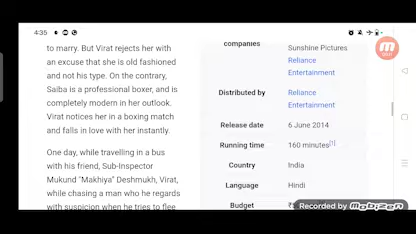 4:35
to marry. But Virat rejects her with
an excuse that she is old fashioned
and not his type. On the contrary,
Saiba is a professional boxer, and is
completely modern in her outlook.
Virat notices her in a boxing match
and falls in love with her instantly.
One day, while travelling in a bus
with his friend, Sub-Inspector
Mukund "Makhiya" Deshmukh, Virat,
while chasing a man who he regards
with suspicion when he tries to flee
companies
Sunshine Pictures
Reliance
Entertainment
Distributed by
Reliance
Entertainment
Release date
6 June 2014
Running time
160 minutes[1]
Country
India
Language
Hindi
Budget
Recorded by mobizen